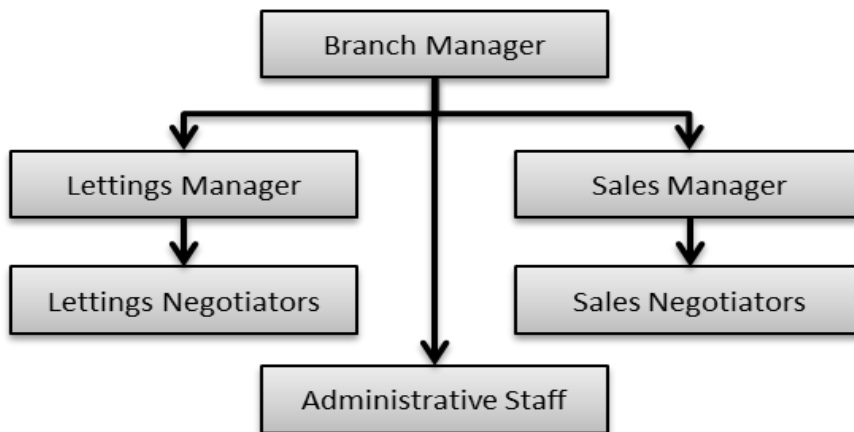 Branch Manager
Lettings Manager
Sales Manager
Lettings Negotiators
Sales Negotiators
Administrative Staff